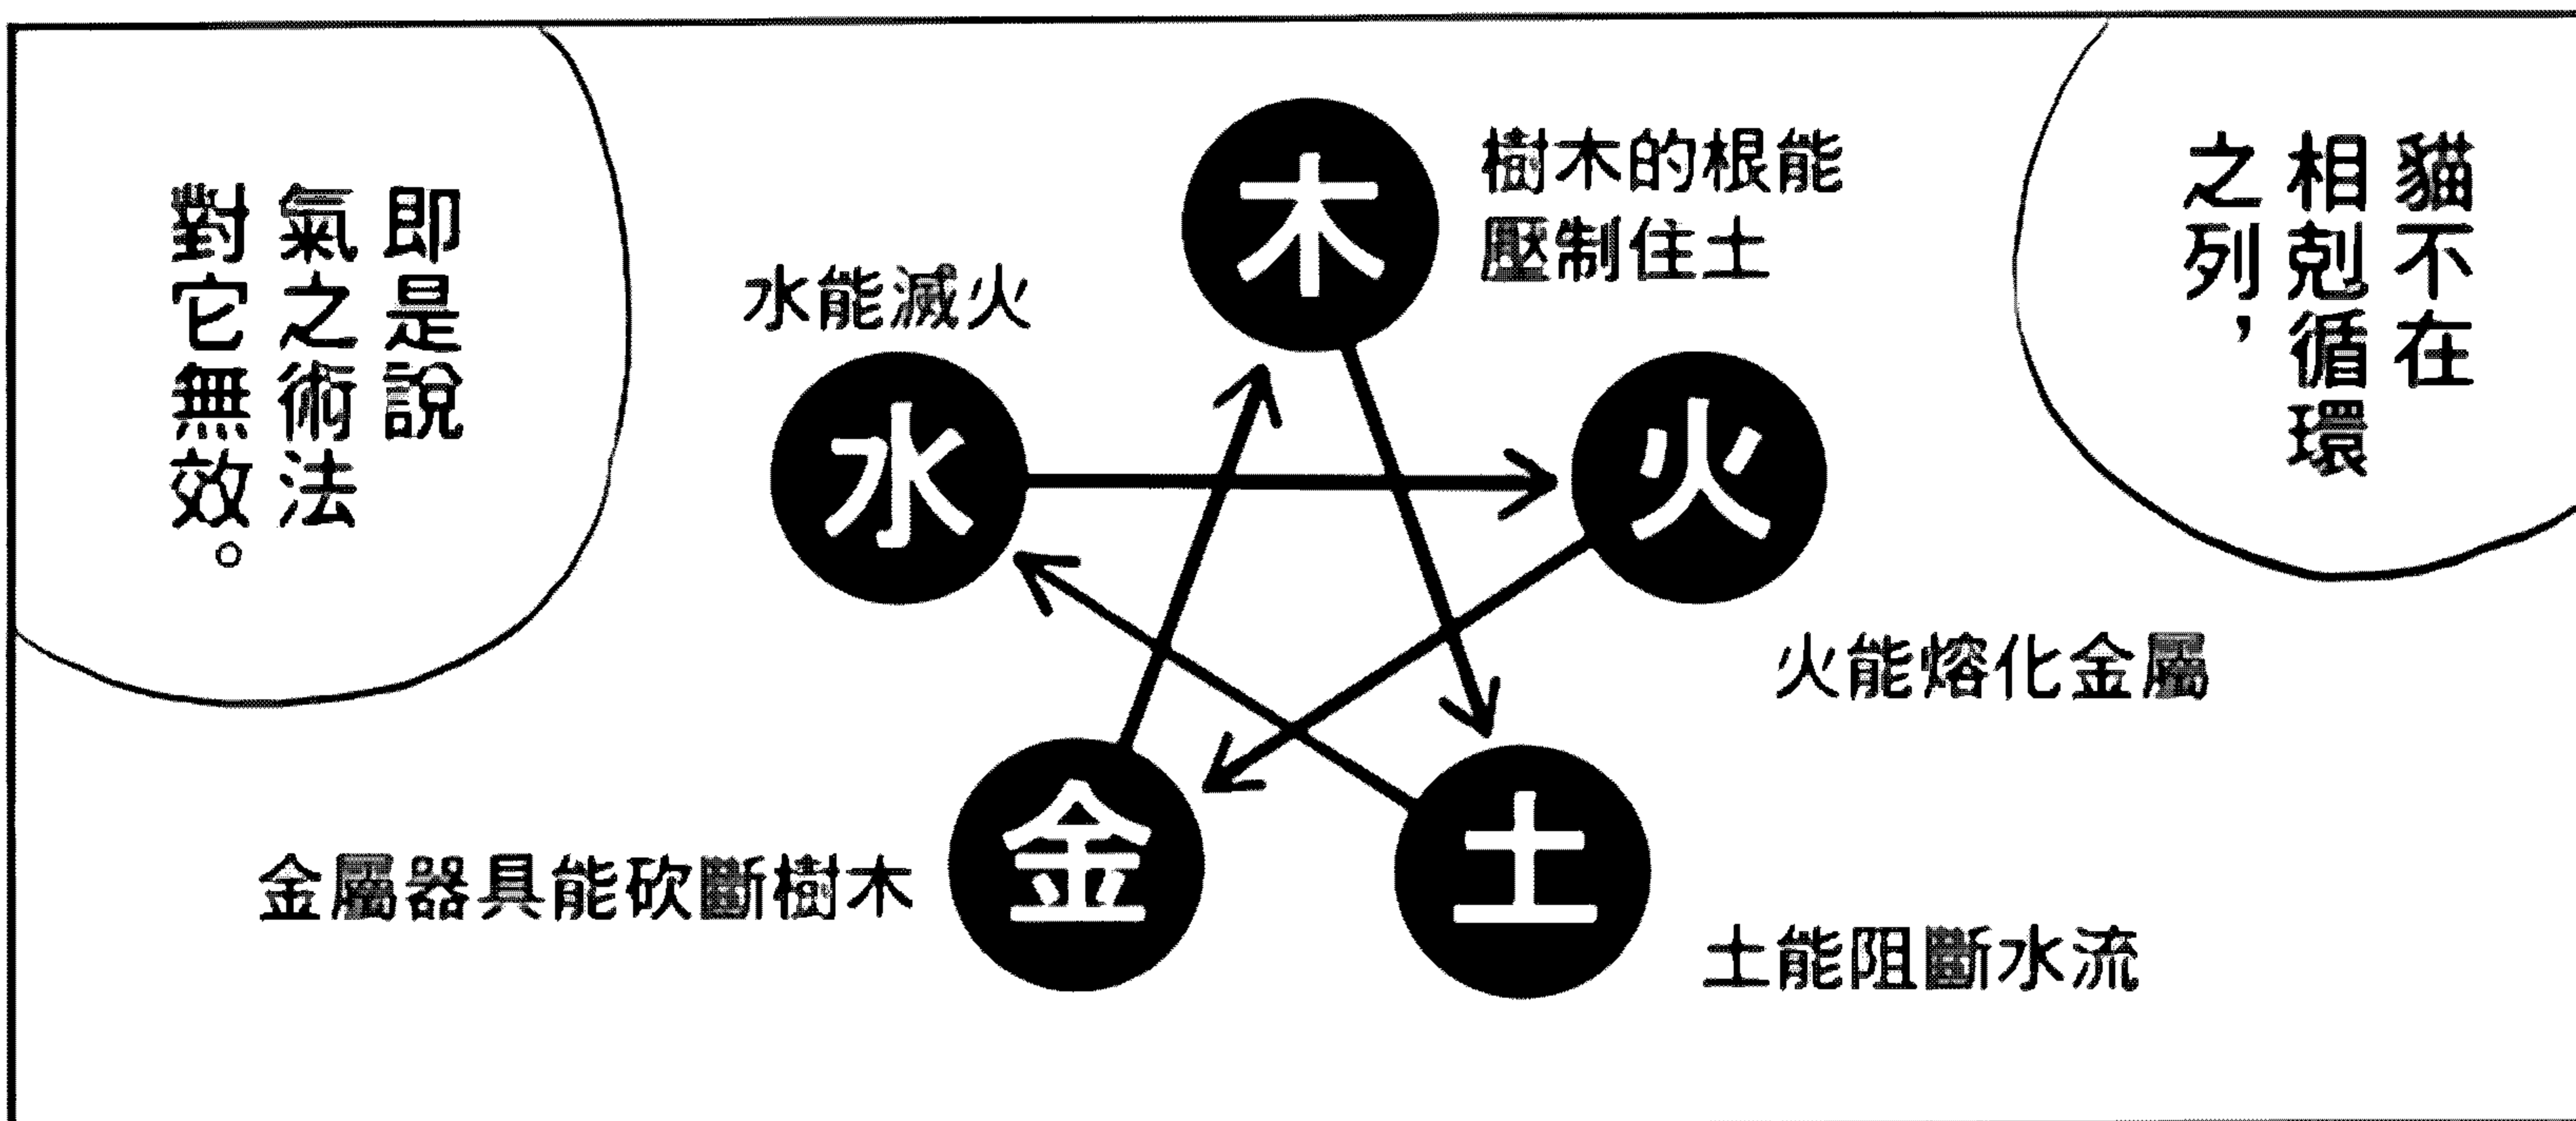 貓不在
相剋循環
之列，
木
樹木的根能
壓制住土
火
火能熔化金屬
土
土能阻斷水流
金
金屬器具能砍斷樹木
水
水能滅火
即是說
氣之術法
對它無效。